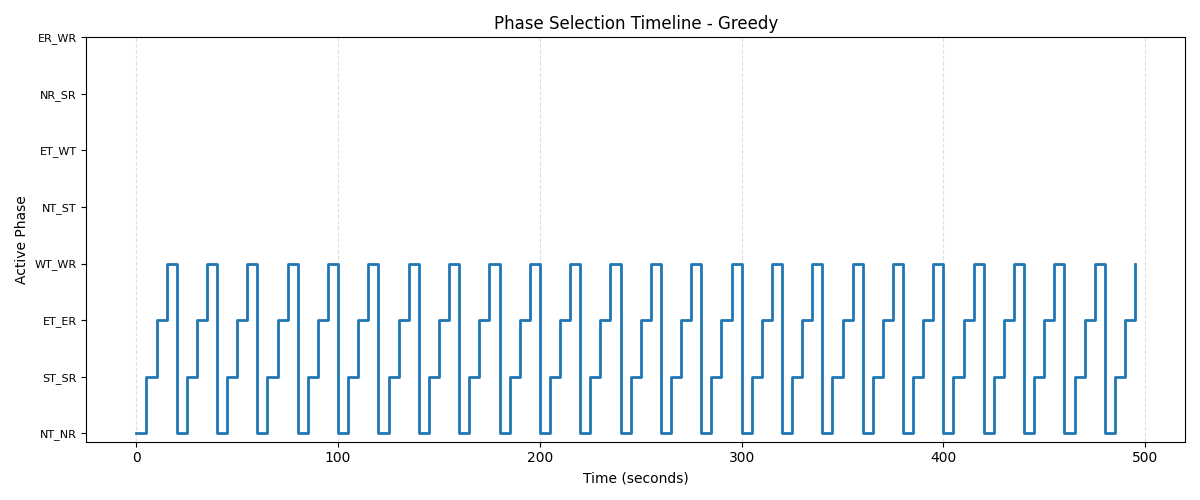 Phase Selection Timeline - Greedy
Active Phase
ER_WR
NR_SR
ET_WT
NT_ST
WT_WR
ET_ER
ST_SR
NT_NR
0 100 200 300 400 500
Time (seconds)